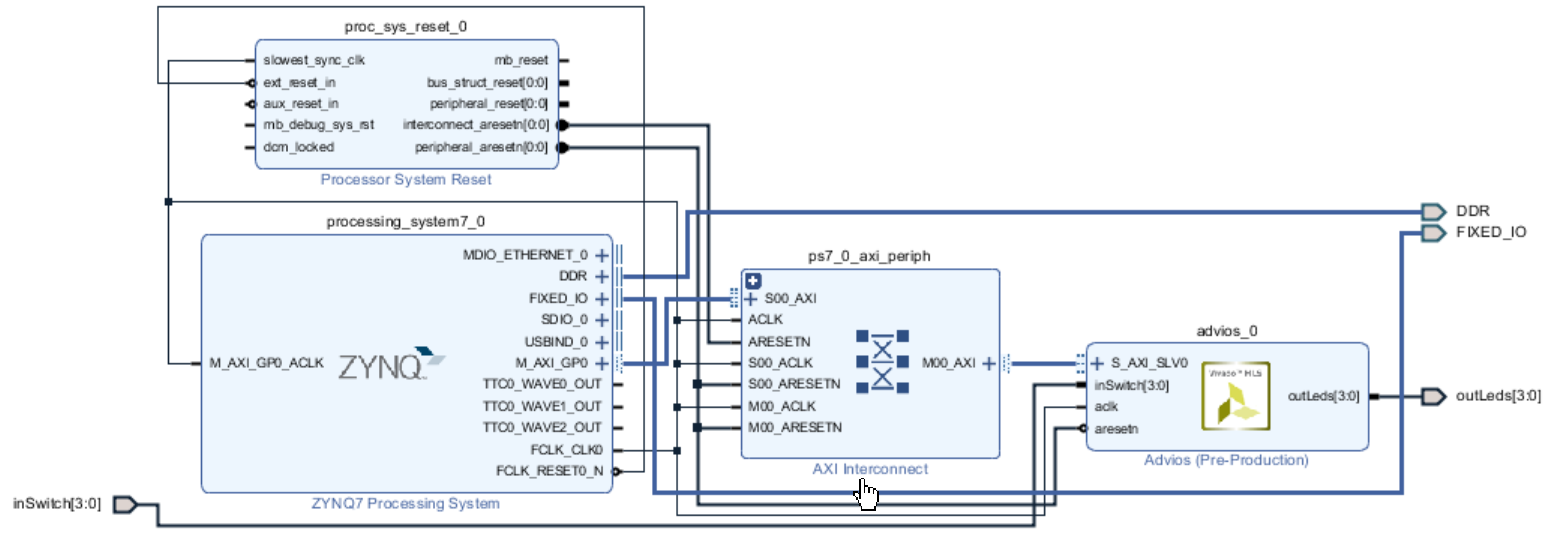 proc_sys_reset_0
slowest_sync_clk
ext_reset_in
aux_reset_in
mb_debug_sys_rst
dcm_locked
mb_reset
bus_struct_reset[0:0]
peripheral_reset[0:0]
interconnect_aresetn[0:0]
peripheral_aresetn[0:0]
Processor System Reset
processing_system7_0
M_AXI_GP0_ACLK
ZYNQ
MDIO_ETHERNET_0
DDR
FIXED_IO
SDIO_0
USBIND_0
M_AXI_GP0
TTC0_WAVE0_OUT
TTC0_WAVE1_OUT
TTC0_WAVE2_OUT
FCLK_CLK0
FCLK_RESET0_N
ZYNQ7 Processing System
ps7_0_axi_periph
S00_AXI
ACLK
ARESETN
S00_ACLK
S00_ARESETN
M00_ACLK
M00_ARESETN
M00_AXI
AXI Interconnect
advios_0
S_AXI_SLV0
inSwitch[3:0]
aclk
aresetn
Vivado™ HLS
outLeds[3:0]
Advios (Pre-Production)
DDR
FIXED_IO
outLeds[3:0]
inSwitch[3:0]